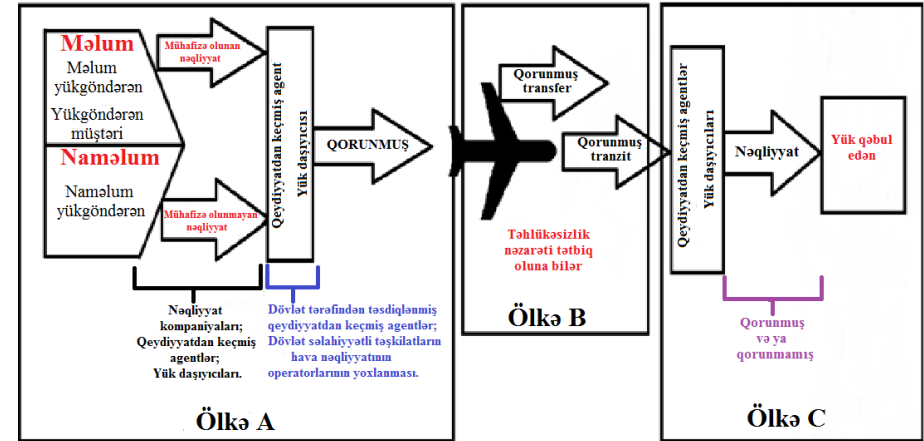 Məlum
Məlum
yükgöndərən
Yükgöndərən
müştəri
Naməlum
Naməlum
yükgöndərən
Mühafizə olunan
nəqliyyat
Mühafizə olunmayan
nəqliyyat
Qeydiyyatdan keçmiş agent
Yük daşıyıcısı
QORUNMUŞ
Nəqliyyat
kompaniyaları;
Qeydiyyatdan keçmiş
agentlər;
Yük daşıyıcıları.
Dövlət tərəfindən təsdiqlənmiş
qeydiyyatdan keçmiş agentlər;
Dövlət səlahiyyətli təşkilatların
hava nəqliyyatının
operatorlarının yoxlanması.
Ölkə A
Qorunmuş
transfer
Qorunmuş
tranzit
Təhlükəsizlik
nəzarəti tətbiq
oluna bilər
Ölkə B
Qeydiyyatdan keçmiş agentlər
Yük daşıyıcıları
Nəqliyyat
Yük qəbul
edən
Qorunmuş
və ya
qorunmamış
Ölkə C